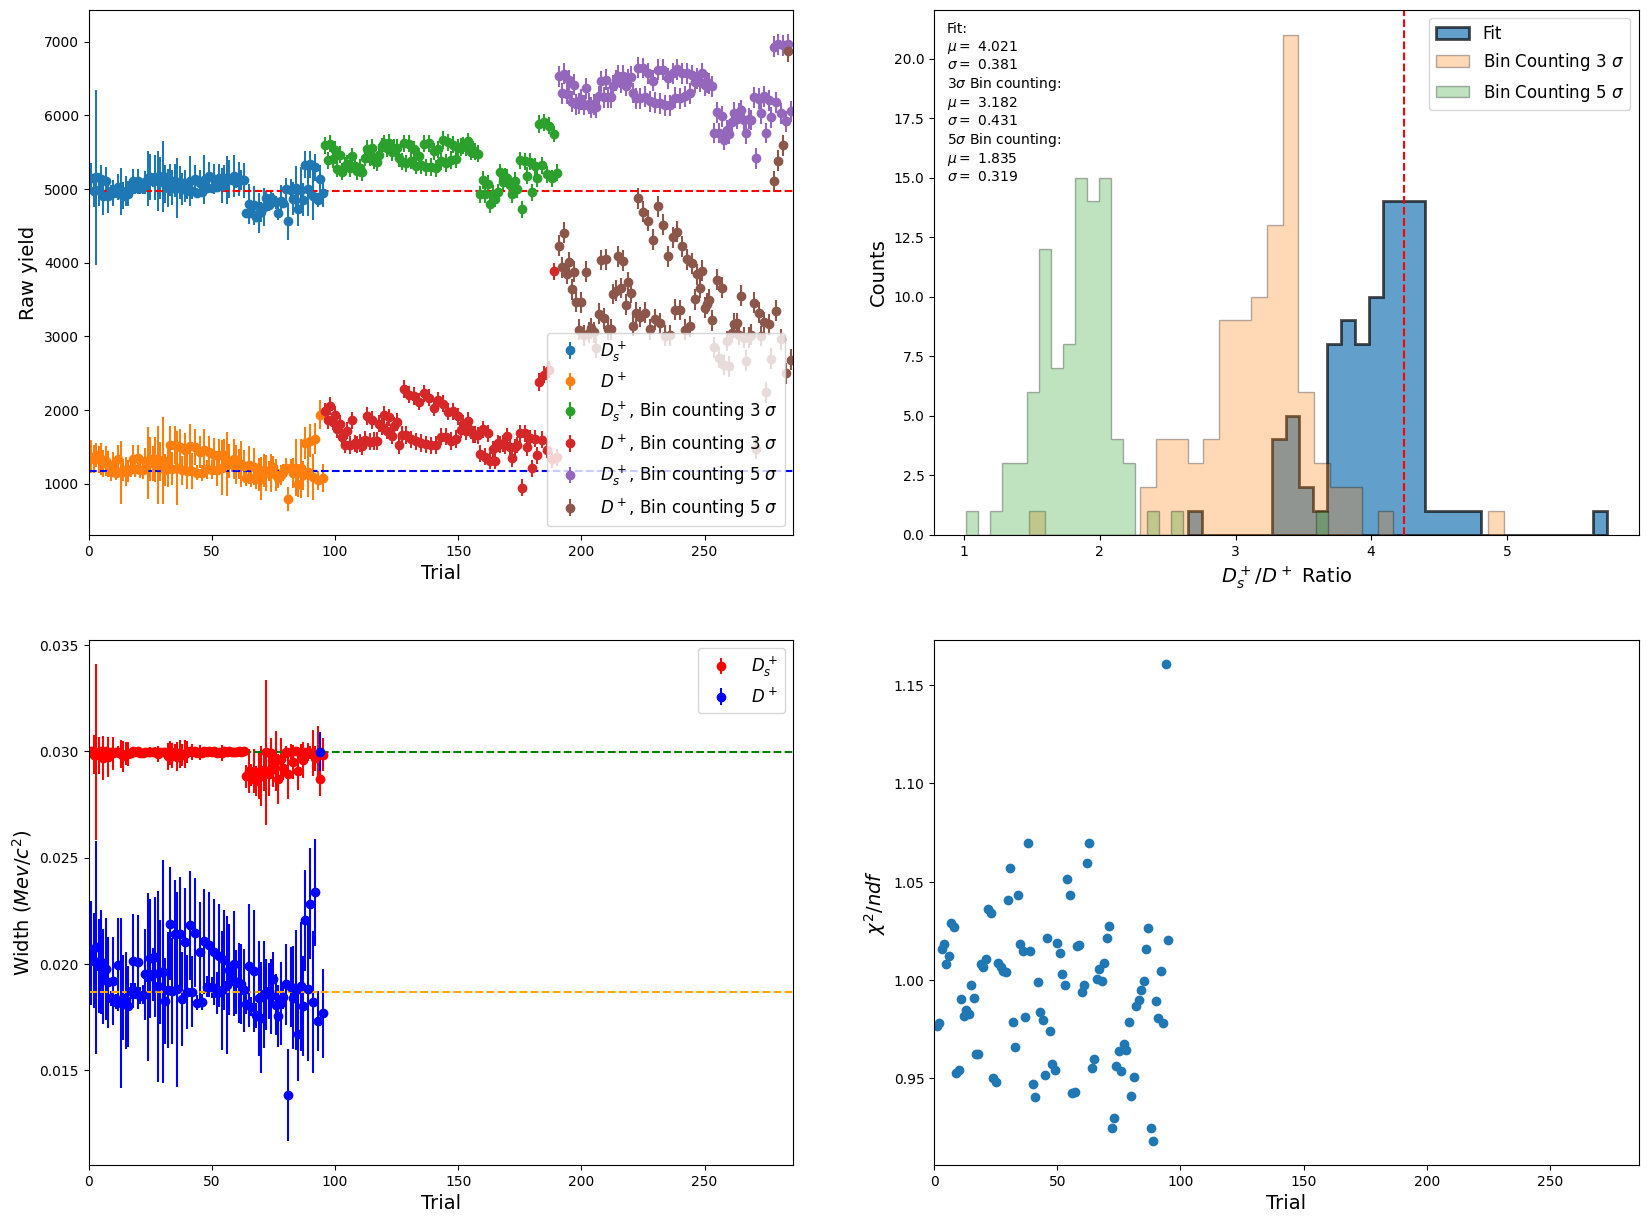 7000
6000
5000
4000
3000
2000
1000
Raw yield
0 50 100 150 200 250
Trial
$D_s^+$
$D^+$
$D_s^+$, Bin counting 3 σ
$D^+$, Bin counting 3 σ
$D_s^+$, Bin counting 5 σ
$D^+$, Bin counting 5 σ
20.0
17.5
15.0
12.5
10.0
7.5
5.0
2.5
0.0
Counts
1 2 3 4 5
$D_s^+/D^+$ Ratio
Fit:
μ = 4.021
σ = 0.381
3σ Bin counting:
μ = 3.182
σ = 0.431
5σ Bin counting:
μ = 1.835
σ = 0.319
Fit
Bin Counting 3 σ
Bin Counting 5 σ
0.035
0.030
0.025
0.020
0.015
Width ($Mev/c^2$)
0 50 100 150 200 250
Trial
$D_s^+$
$D^+$
1.15
1.10
1.05
1.00
0.95
$χ^2/ndf$
0 50 100 150 200 250
Trial